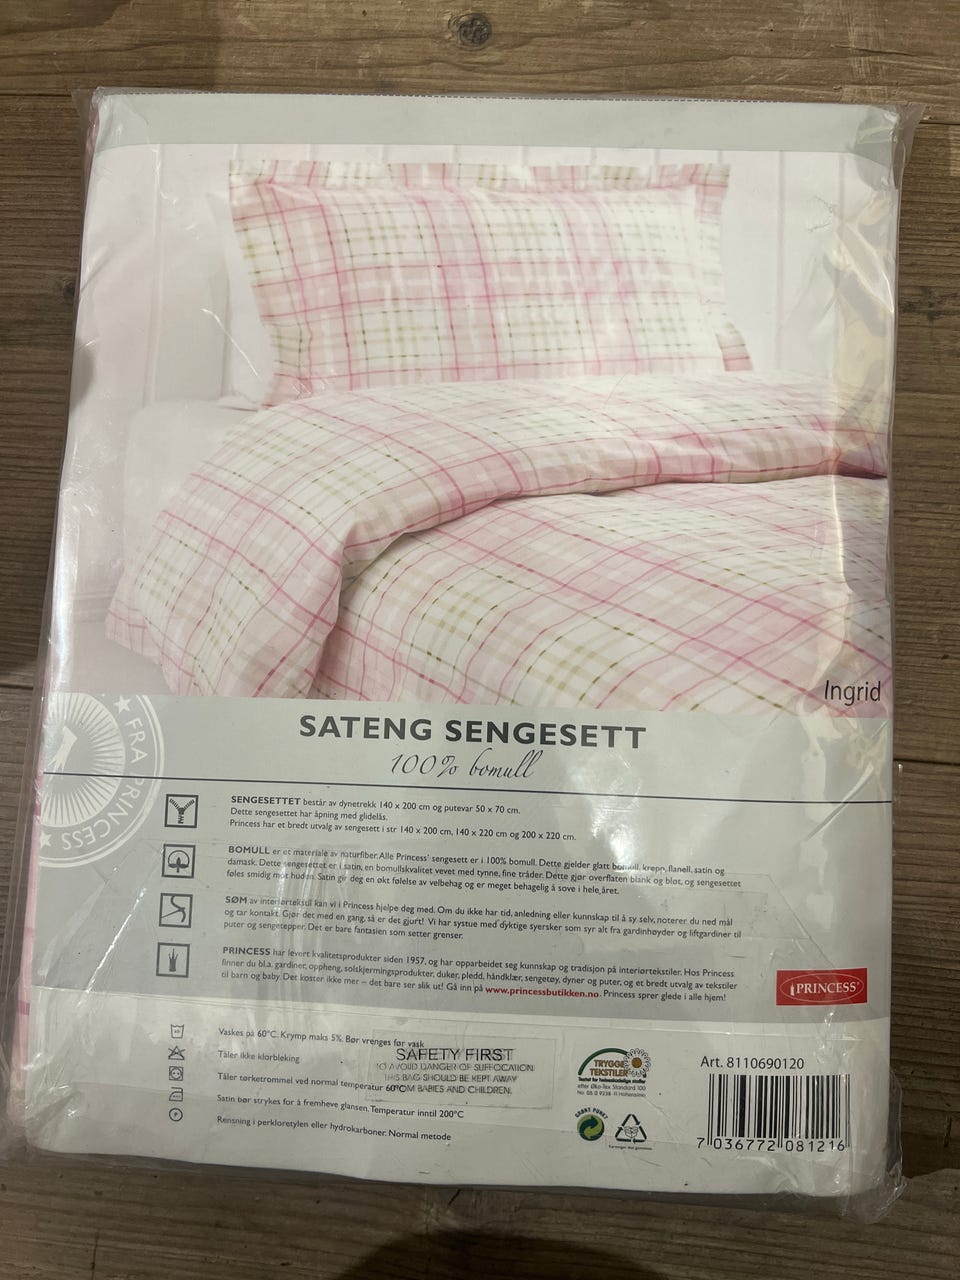 Ingrid
SATENG SENGESETT
100% bomull
★ FRA PRINCESS ★
SENGESETTET består av dynetrekk 140 x 200 cm og putevar 50 x 70 cm.
Dette sengesettet har åpning med glidelås.
Princess har et bredt utvalg av sengesett i str 140 x 200 cm, 140 x 220 cm og 200 x 220 cm.
BOMULL er et materiale av naturfiber. Alle Princess' sengesett er i 100% bomull. Dette gjelder glatt bomull, krepp, flanell, satin og
damask. Dette sengesettet er i satin, en bomullskvalitet vevet med tynne, fine tråder. Dette gjør overflaten blank og bløt, og sengesettet
føles smidig mot huden. Satin gir deg en økt følelse av velbehag og er meget behagelig å sove i hele året.
SØM av interiørtekstil kan vi i Princess hjelpe deg med. Om du ikke har tid, anledning eller kunnskap til å sy selv, noterer du ned mål
og tar kontakt. Gjør det med en gang, så er det gjort! Vi har systue med dyktige syersker som syr alt fra gardinhøyder og liftgardiner til
puter og sengetepper. Det er bare fantasien som setter grenser.
PRINCESS har levert kvalitetsprodukter siden 1957, og har opparbeidet seg kunnskap og tradisjon på interiørtekstiler. Hos Princess
finner du bl.a. gardiner, oppheng, solskjermingsprodukter, duker, pledd, håndklær, sengetøy, dyner og puter, og et bredt utvalg av tekstiler
til barn og baby. Det koster ikke mer – det bare ser slik ut! Gå inn på www.princessbutikken.no. Princess sprer glede i alle hjem!
PRINCESS®
Vaskes på 60°C. Krymp maks 5%. Bør vrenges før vask
Tåler ikke klorbleking
Tåler tørketrommel ved normal temperatur 60°C
Satin bør strykes for å fremheve glansen. Temperatur inntil 200°C
P
Rensning i perkloretylen eller hydrokarboner. Normal metode
SAFETY FIRST
TO AVOID DANGER OF SUFFOCATION
THIS BAG SHOULD BE KEPT AWAY
FROM BABIES AND CHILDREN.
TRYGGE
TEKSTILER
Testet for helseskadelige stoffer
etter Øko-Tex Standard 100
GRØNT PUNKT
Art. 8110690120
7 036772 081216